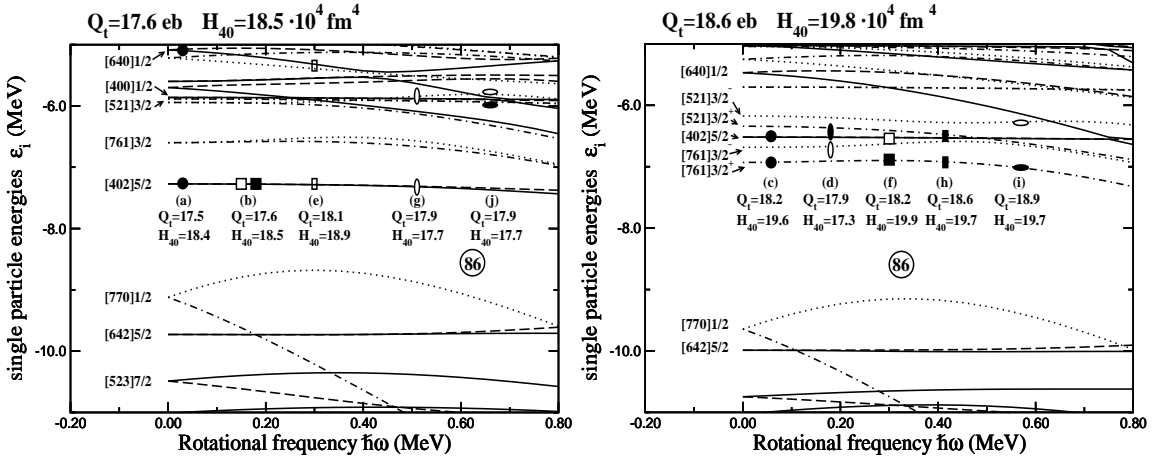 Q_t=17.6 eb H_40=18.5 ·10^4 fm^4
single particle energies ε_i (MeV)
[640]1/2
[400]1/2
[521]3/2
-6.0
[761]3/2
[402]5/2
(a) (b) (e) (g) (j)
Q_t=17.5 Q_t=17.6 Q_t=18.1 Q_t=17.9 Q_t=17.9
H_40=18.4 H_40=18.5 H_40=18.9 H_40=17.7 H_40=17.7
-8.0
86
[770]1/2
[642]5/2
-10.0
[523]7/2
-0.20 0.00 0.20 0.40 0.60 0.80
Rotational frequency ħω (MeV)
Q_t=18.6 eb H_40=19.8 ·10^4 fm^4
single particle energies ε_i (MeV)
[640]1/2
[521]3/2^-
-6.0
[521]3/2^+
[402]5/2
[761]3/2^-
[761]3/2^+
(c) (d) (f) (h) (i)
Q_t=18.2 Q_t=17.9 Q_t=18.2 Q_t=18.6 Q_t=18.9
H_40=19.6 H_40=17.3 H_40=19.9 H_40=19.7 H_40=19.7
-8.0
86
[770]1/2
[642]5/2
-10.0
-0.20 0.00 0.20 0.40 0.60 0.80
Rotational frequency ħω (MeV)